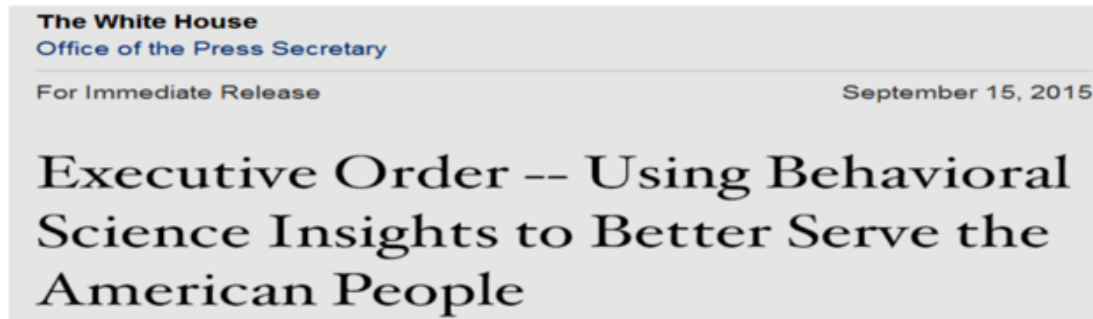 The White House
Office of the Press Secretary
For Immediate Release September 15, 2015
Executive Order -- Using Behavioral
Science Insights to Better Serve the
American People